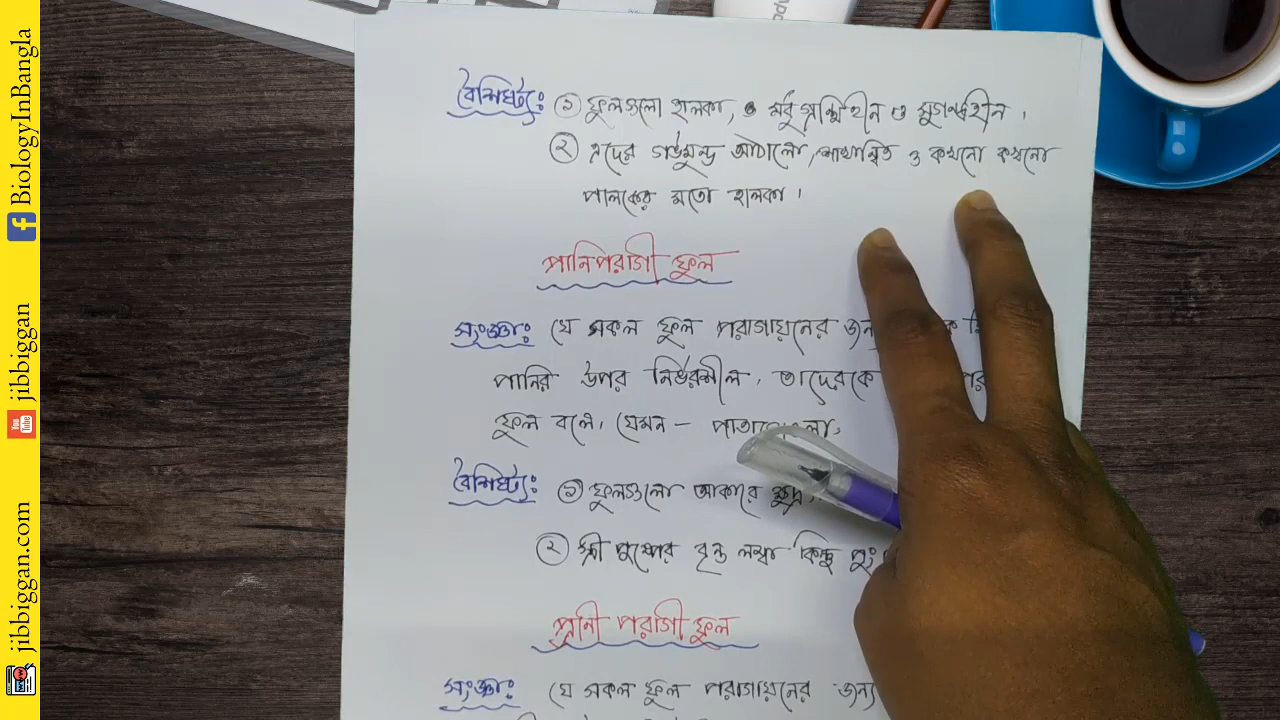 BiologyInBangla
jibbiggan
jibbiggan.com
বৈশিষ্ট্যঃ ① ফুলগুলো হালকা, ও মধু গ্রন্থিহীন ও সুগন্ধহীন।
② এদের গর্ভমুন্ড আঠালো, শাখান্বিত ও কখনো কখনো
পালকের মতো হালকা।
পানিপরাগী ফুল
সংজ্ঞাঃ যে সকল ফুল পরাগায়নের
পানির উপর নির্ভরশীল, তাদেরকে
ফুল বলে, যেমন –
বৈশিষ্ট্যঃ ① ফুলগুলো আকারে ক্ষুদ্র,
② স্ত্রী পুষ্পের বৃন্ত লম্বা কিন্তু পুং
প্রাণী পরাগী ফুল
সংজ্ঞাঃ যে সকল ফুল পরাগায়নের জন্য